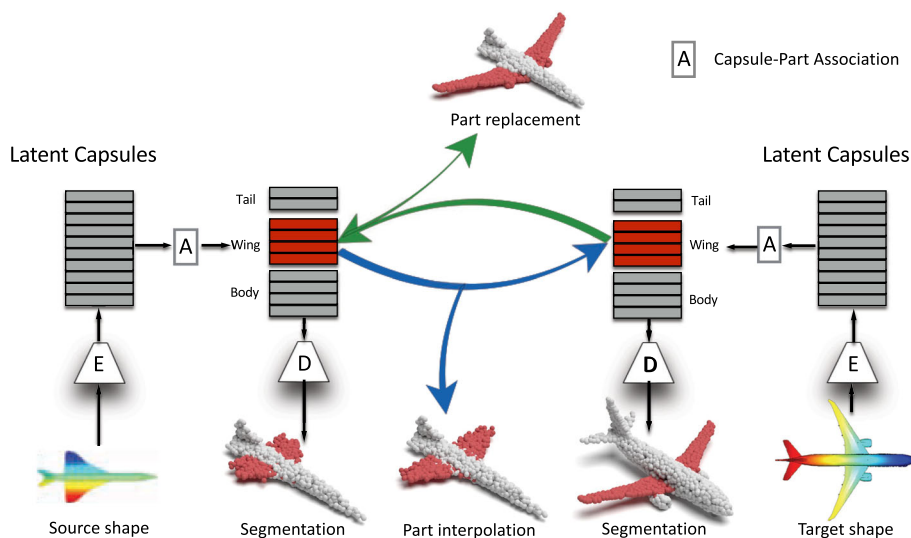 A
Capsule-Part Association
Part replacement
Latent Capsules
Latent Capsules
Tail
Tail
A
Wing
Wing
A
Body
Body
E
D
D
E
Source shape
Segmentation
Part interpolation
Segmentation
Target shape